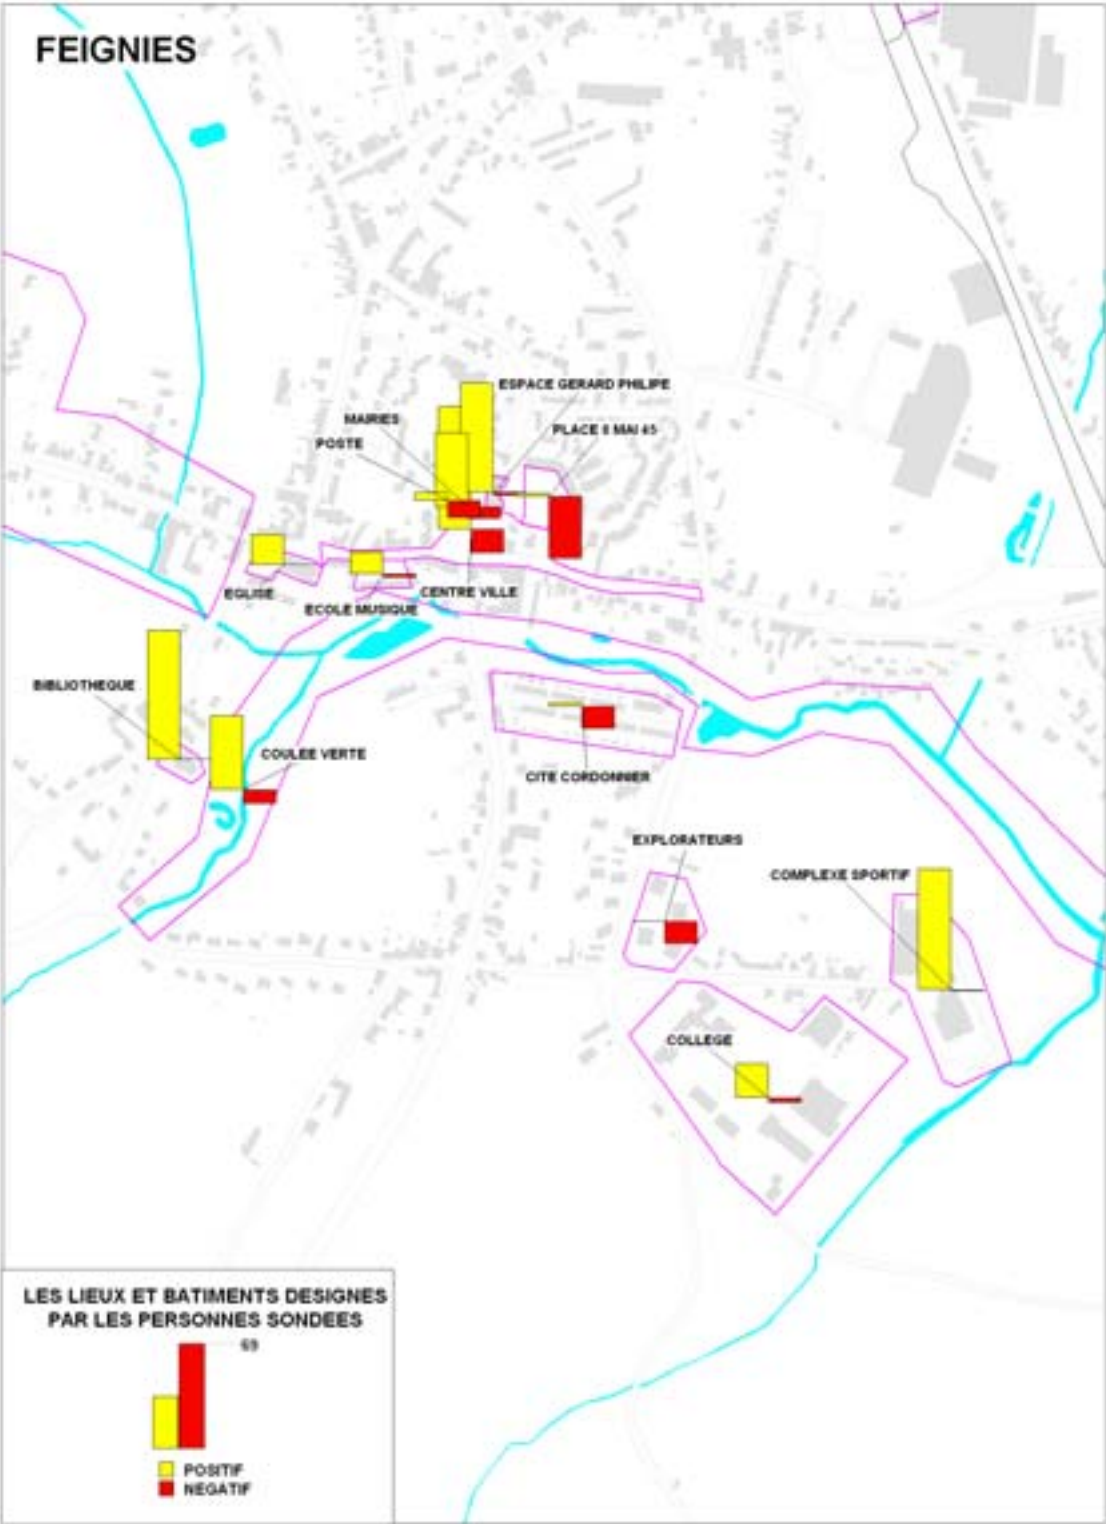 FEIGNIES
ESPACE GERARD PHILIPE
MAIRIES
PLACE 8 MAI 45
POSTE
EGLISE
CENTRE VILLE
ECOLE MUSIQUE
BIBLIOTHEQUE
COULEE VERTE
CITE CORDONNIER
EXPLORATEURS
COMPLEXE SPORTIF
COLLEGE
LES LIEUX ET BATIMENTS DESIGNES
PAR LES PERSONNES SONDEES
69
POSITIF
NEGATIF